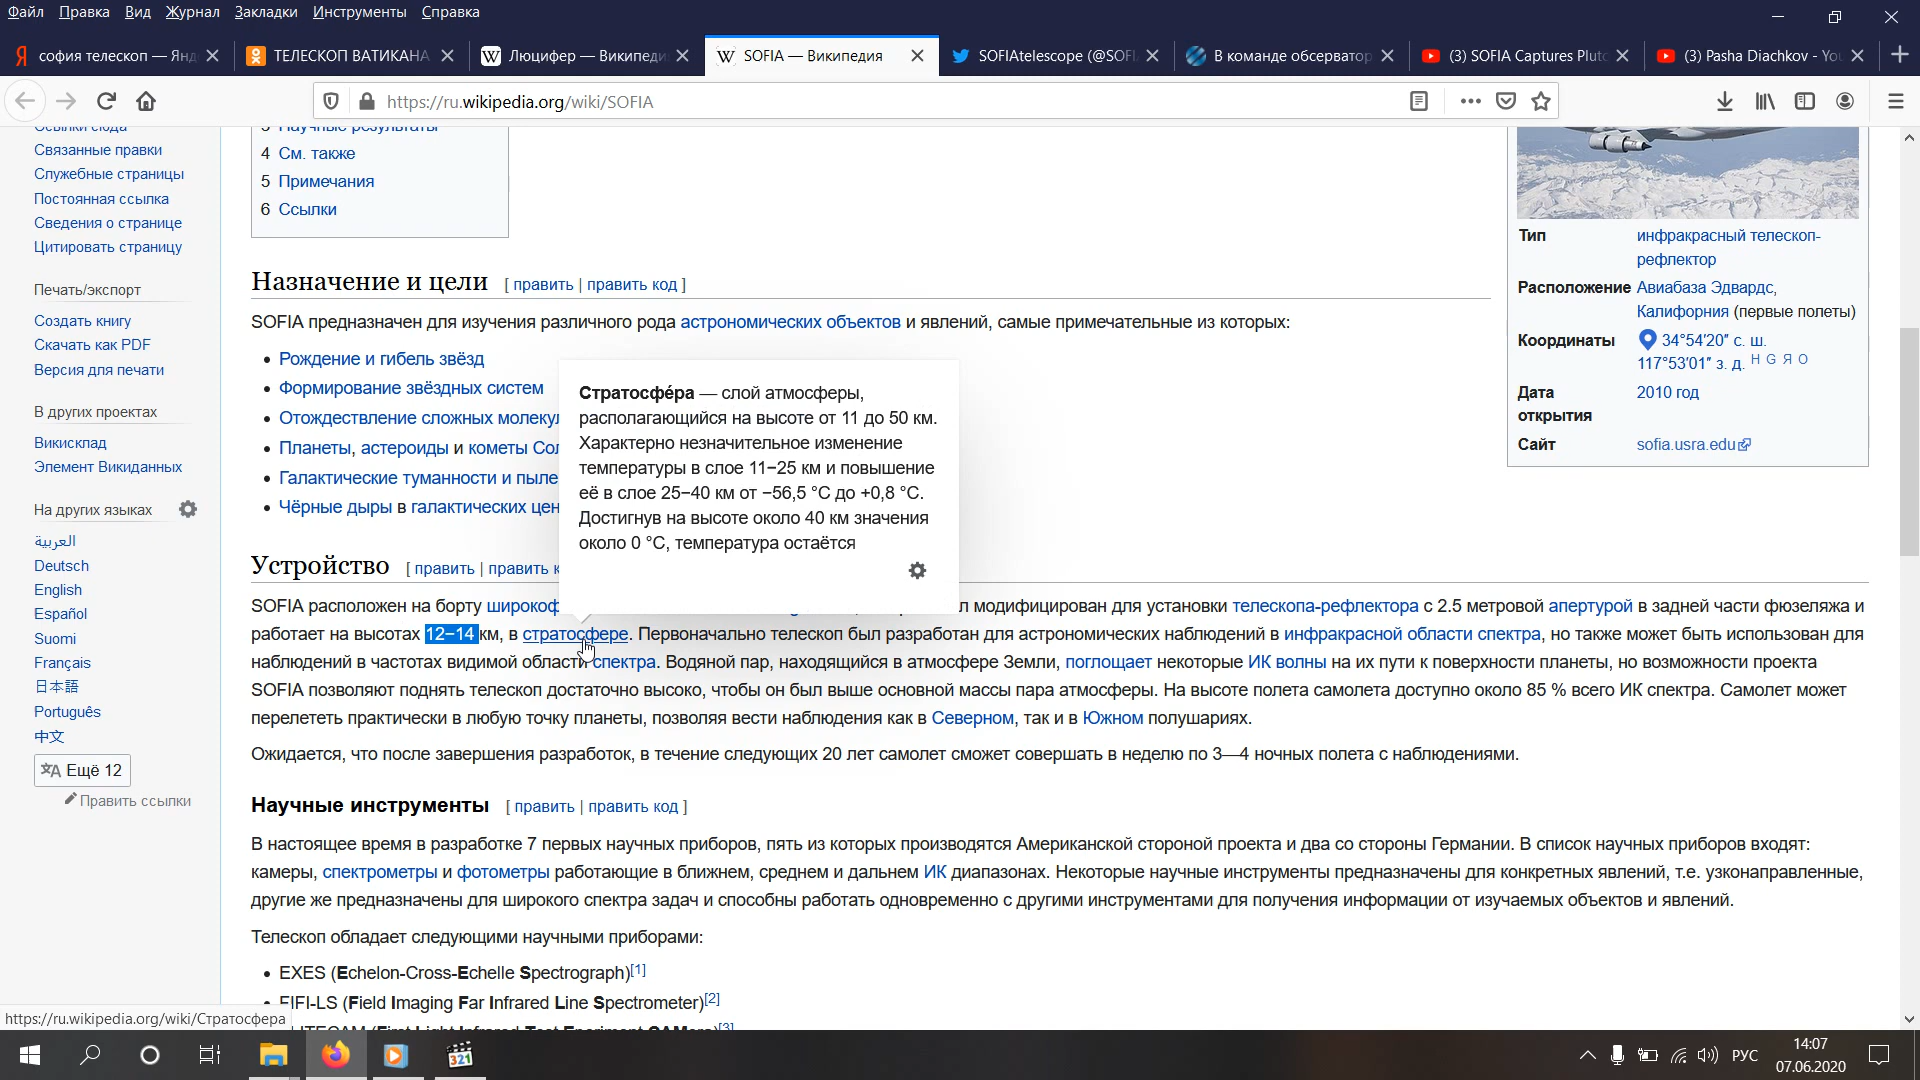 Файл Правка Вид Журнал Закладки Инструменты Справка
софия телескоп — Янд
ТЕЛЕСКОП ВАТИКАНА
Люцифер — Википеди
SOFIA — Википедия
SOFIAtelescope (@SOFI
В команде обсерватор
(3) SOFIA Captures Pluto
(3) Pasha Diachkov - You
https://ru.wikipedia.org/wiki/SOFIA
Ссылки сюда
Связанные правки
Служебные страницы
Постоянная ссылка
Сведения о странице
Цитировать страницу
Печать/экспорт
Создать книгу
Скачать как PDF
Версия для печати
В других проектах
Викисклад
Элемент Викиданных
На других языках
العربية
Deutsch
English
Español
Suomi
Français
日本語
Português
中文
Ещё 12
Править ссылки
3 Научные результаты
4 См. также
5 Примечания
6 Ссылки
Назначение и цели [ править | править код ]
SOFIA предназначен для изучения различного рода астрономических объектов и явлений, самые примечательные из которых:
Рождение и гибель звёзд
Формирование звёздных систем
Отождествление сложных молекул
Планеты, астероиды и кометы Сол
Галактические туманности и пыле
Чёрные дыры в галактических цен
Стратосфе́ра — слой атмосферы,
располагающийся на высоте от 11 до 50 км.
Характерно незначительное изменение
температуры в слое 11−25 км и повышение
её в слое 25−40 км от −56,5 °C до +0,8 °C.
Достигнув на высоте около 40 км значения
около 0 °C, температура остаётся
Тип инфракрасный телескоп-
рефлектор
Расположение Авиабаза Эдвардс,
Калифорния (первые полеты)
Координаты 34°54′20″ с. ш.
117°53′01″ з. д. H G Я O
Дата
открытия 2010 год
Сайт sofia.usra.edu
Устройство [ править | править к
SOFIA расположен на борту широкоф л модифицирован для установки телескопа-рефлектора с 2.5 метровой апертурой в задней части фюзеляжа и
работает на высотах 12−14 км, в стратосфере. Первоначально телескоп был разработан для астрономических наблюдений в инфракрасной области спектра, но также может быть использован для
наблюдений в частотах видимой области спектра. Водяной пар, находящийся в атмосфере Земли, поглощает некоторые ИК волны на их пути к поверхности планеты, но возможности проекта
SOFIA позволяют поднять телескоп достаточно высоко, чтобы он был выше основной массы пара атмосферы. На высоте полета самолета доступно около 85 % всего ИК спектра. Самолет может
перелететь практически в любую точку планеты, позволяя вести наблюдения как в Северном, так и в Южном полушариях.
Ожидается, что после завершения разработок, в течение следующих 20 лет самолет сможет совершать в неделю по 3—4 ночных полета с наблюдениями.
Научные инструменты [ править | править код ]
В настоящее время в разработке 7 первых научных приборов, пять из которых производятся Американской стороной проекта и два со стороны Германии. В список научных приборов входят:
камеры, спектрометры и фотометры работающие в ближнем, среднем и дальнем ИК диапазонах. Некоторые научные инструменты предназначены для конкретных явлений, т.е. узконаправленные,
другие же предназначены для широкого спектра задач и способны работать одновременно с другими инструментами для получения информации от изучаемых объектов и явлений.
Телескоп обладает следующими научными приборами:
EXES (Echelon-Cross-Echelle Spectrograph)[1]
FIFI-LS (Field Imaging Far Infrared Line Spectrometer)[2]
https://ru.wikipedia.org/wiki/Стратосфера
321
РУС
14:07
07.06.2020